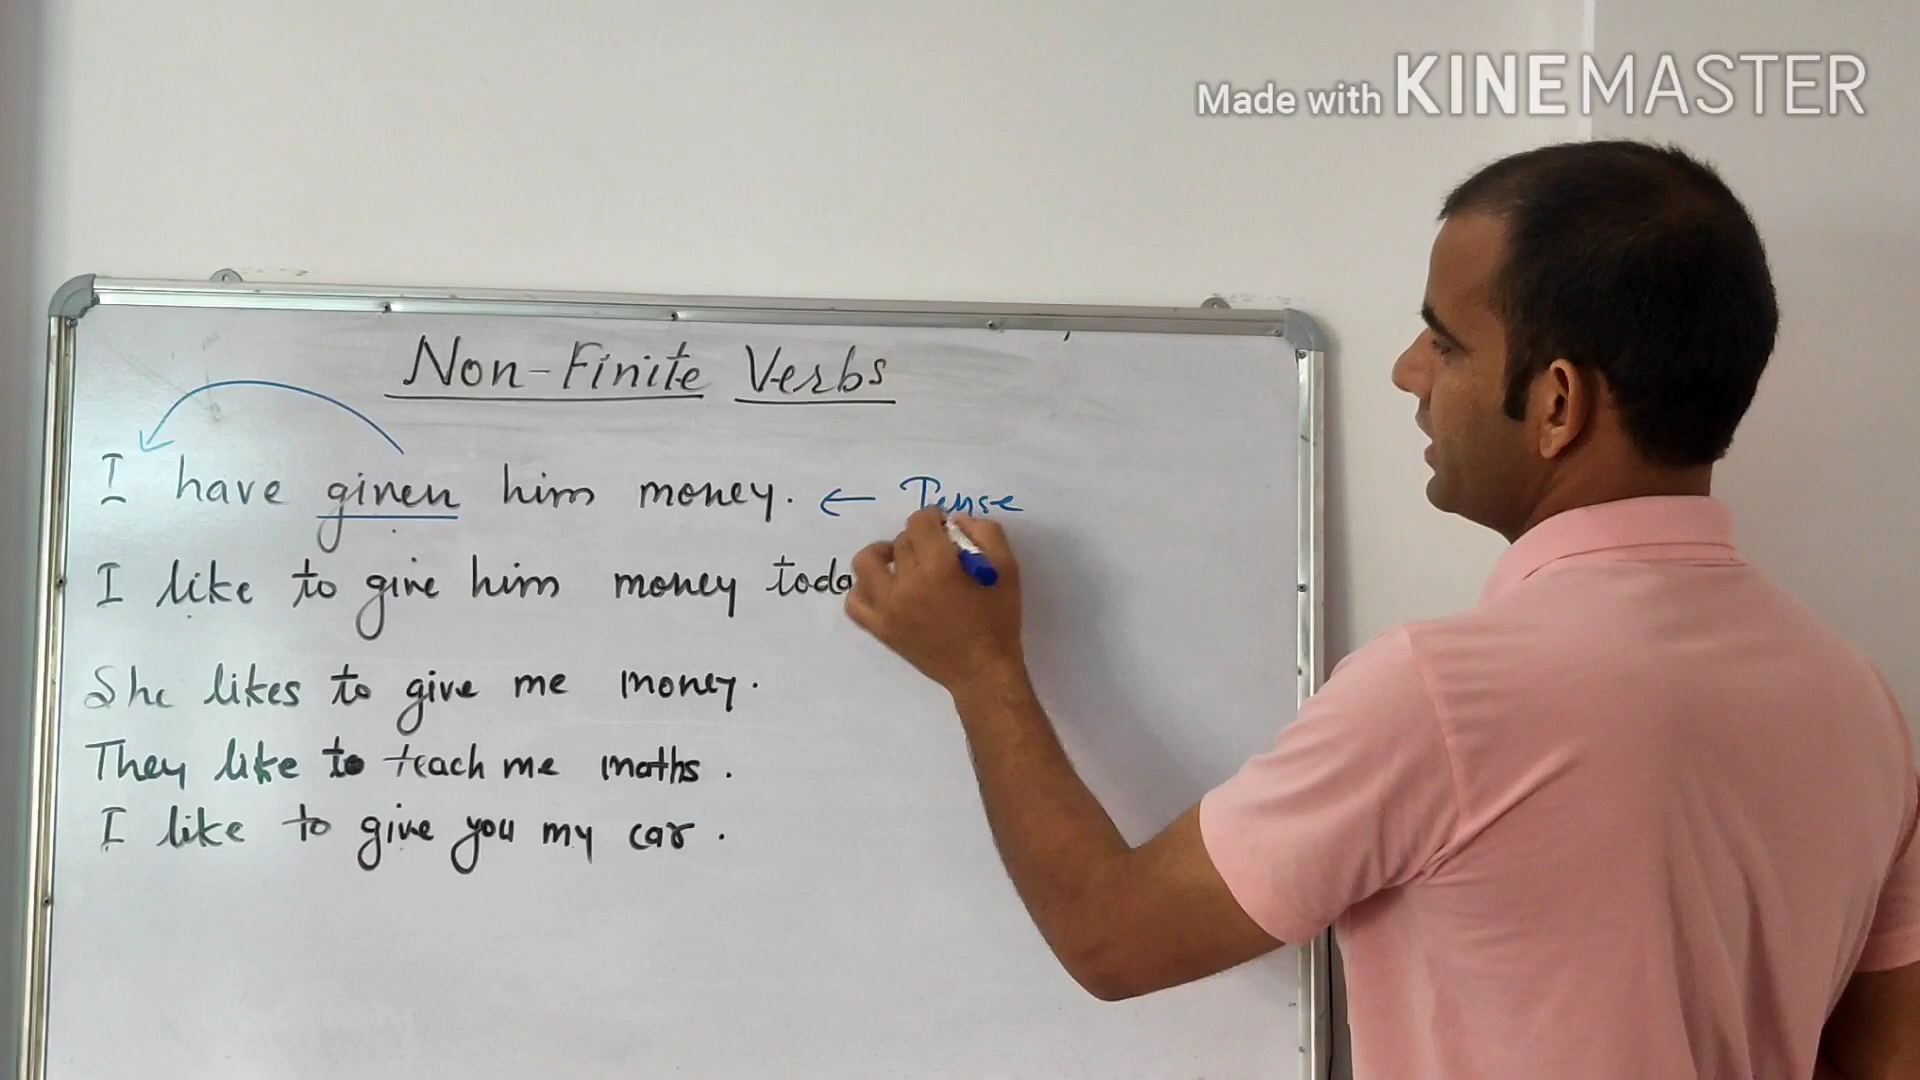 Made with KINEMASTER
Non-Finite Verbs
I have given him money. ← Tense
I like to give him money
She likes to give me money.
They like to teach me maths.
I like to give you my car.